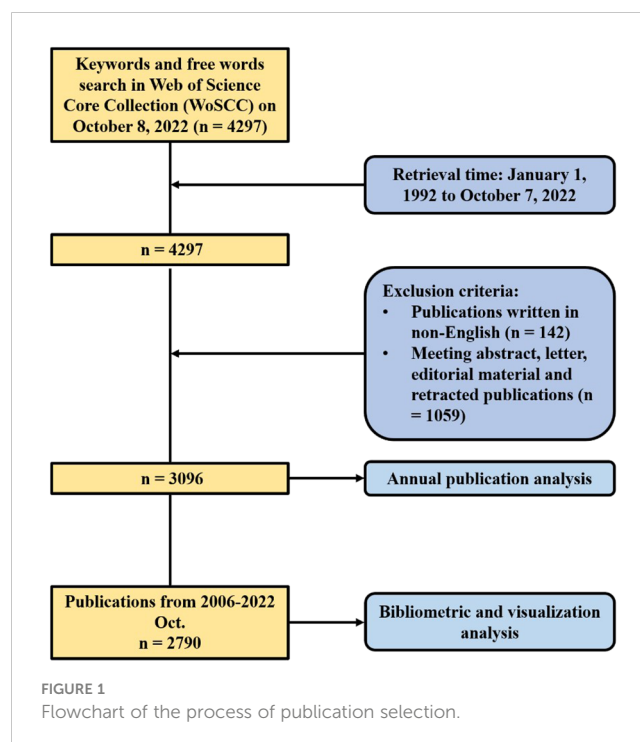 Keywords and free words
search in Web of Science
Core Collection (WoSCC) on
October 8, 2022 (n = 4297)
Retrieval time: January 1,
1992 to October 7, 2022
n = 4297
Exclusion criteria:
• Publications written in
non-English (n = 142)
• Meeting abstract, letter,
editorial material and
retracted publications (n
= 1059)
n = 3096
Annual publication analysis
Publications from 2006-2022
Oct.
n = 2790
Bibliometric and visualization
analysis
FIGURE 1
Flowchart of the process of publication selection.